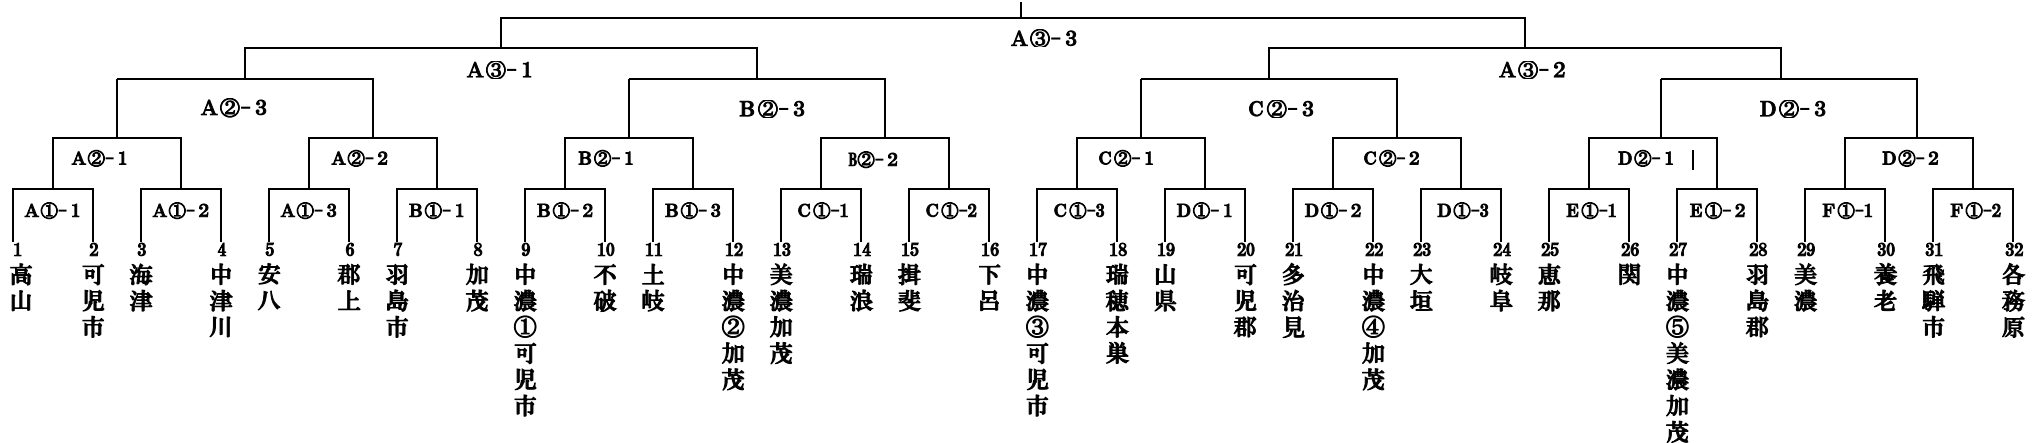 A③-3
A③-1
A③-2
A②-3
B②-3
C②-3
D②-3
A②-1
A②-2
B②-1
B②-2
C②-1
C②-2
D②-1
D②-2
A①-1
A①-2
A①-3
B①-1
B①-2
B①-3
C①-1
C①-2
C①-3
D①-1
D①-2
D①-3
E①-1
E①-2
F①-1
F①-2
1
高山
2
可児市
3
海津
4
中津川
5
安八
6
郡上
7
羽島市
8
加茂
9
中濃①可児市
10
不破
11
土岐
12
中濃②加茂
13
美濃加茂
14
瑞浪
15
揖斐
16
下呂
17
中濃③可児市
18
瑞穂本巣
19
山県
20
可児郡
21
多治見
22
中濃④加茂
23
大垣
24
岐阜
25
恵那
26
関
27
中濃⑤美濃加茂
28
羽島郡
29
美濃
30
養老
31
飛騨市
32
各務原